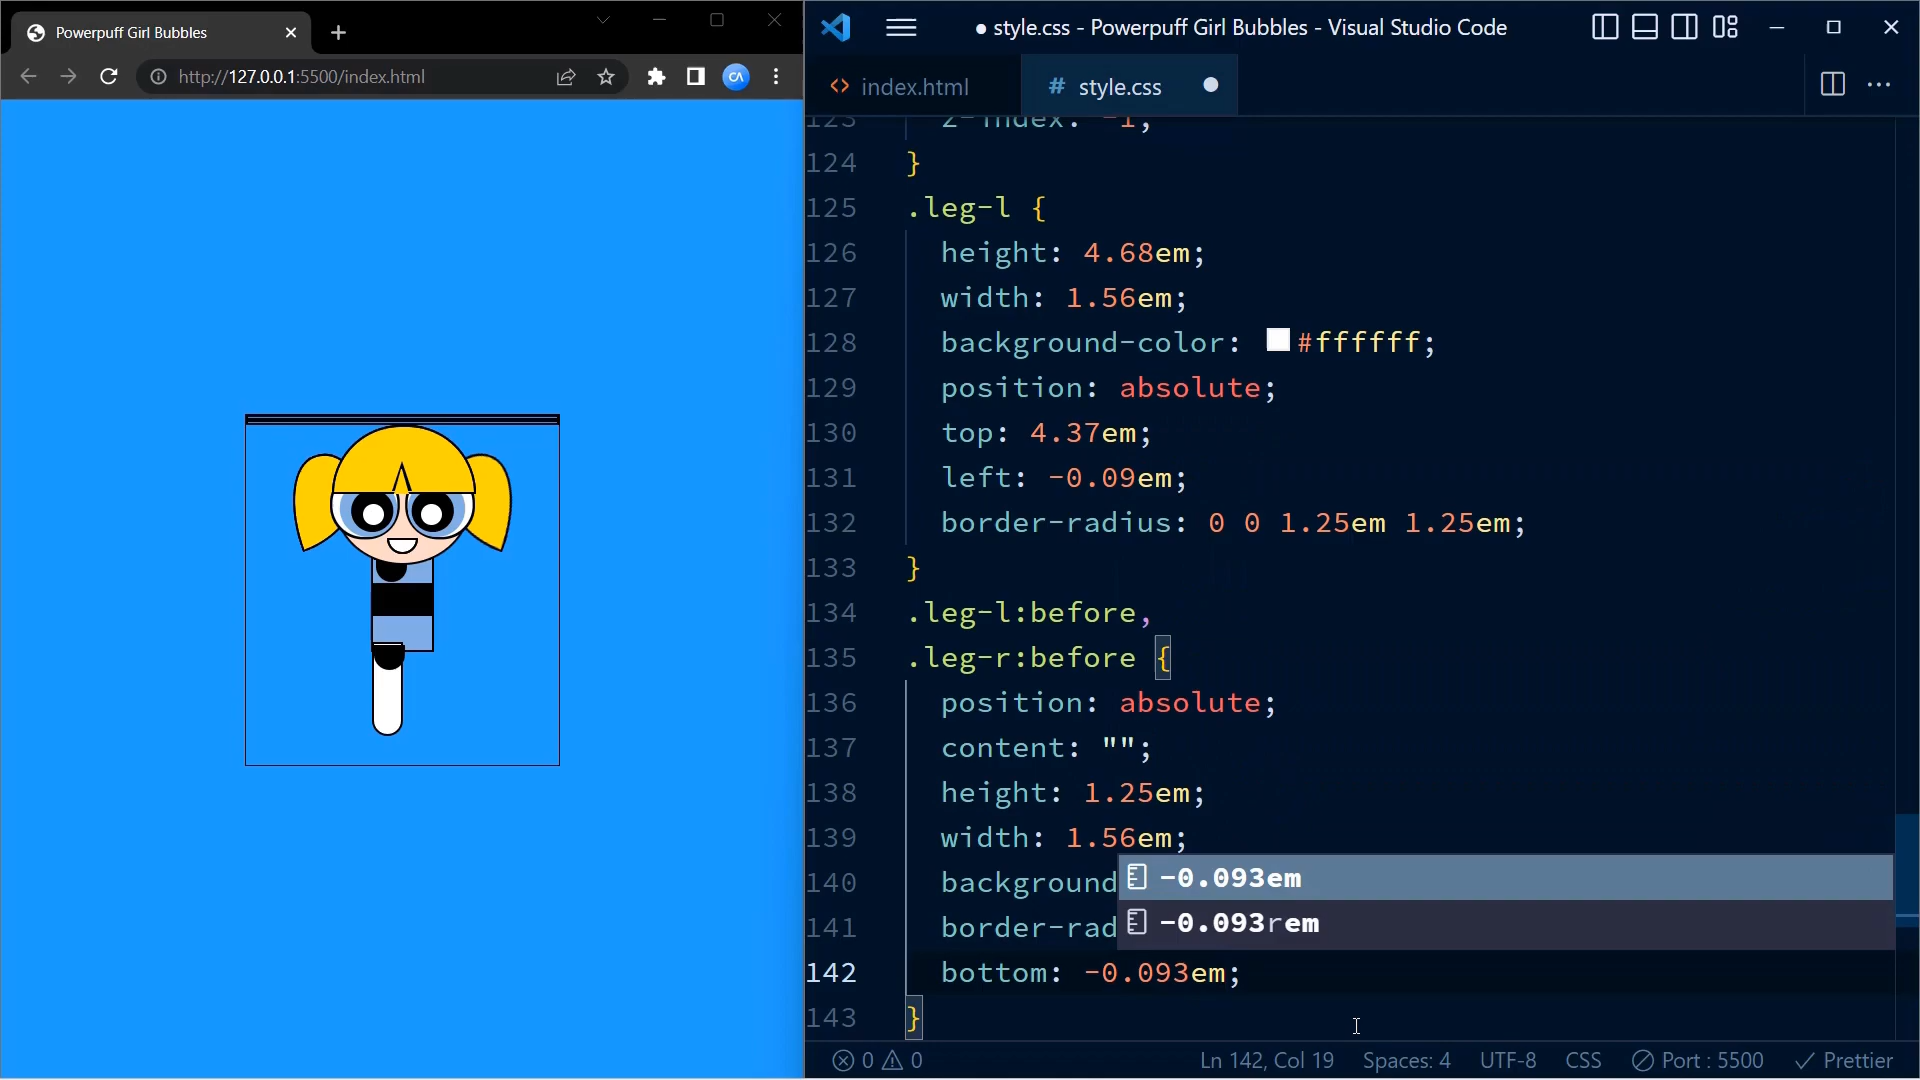 Powerpuff Girl Bubbles
http://127.0.0.1:5500/index.html
CA
● style.css - Powerpuff Girl Bubbles - Visual Studio Code
<> index.html
# style.css
123 z-index: -1;
124 }
125 .leg-l {
126 height: 4.68em;
127 width: 1.56em;
128 background-color: #ffffff;
129 position: absolute;
130 top: 4.37em;
131 left: -0.09em;
132 border-radius: 0 0 1.25em 1.25em;
133 }
134 .leg-l:before,
135 .leg-r:before {
136 position: absolute;
137 content: "";
138 height: 1.25em;
139 width: 1.56em;
140 background
-0.093em
141 border-rad
-0.093rem
142 bottom: -0.093em;
143 }
0 0 Ln 142, Col 19 Spaces: 4 UTF-8 CSS Port : 5500 Prettier